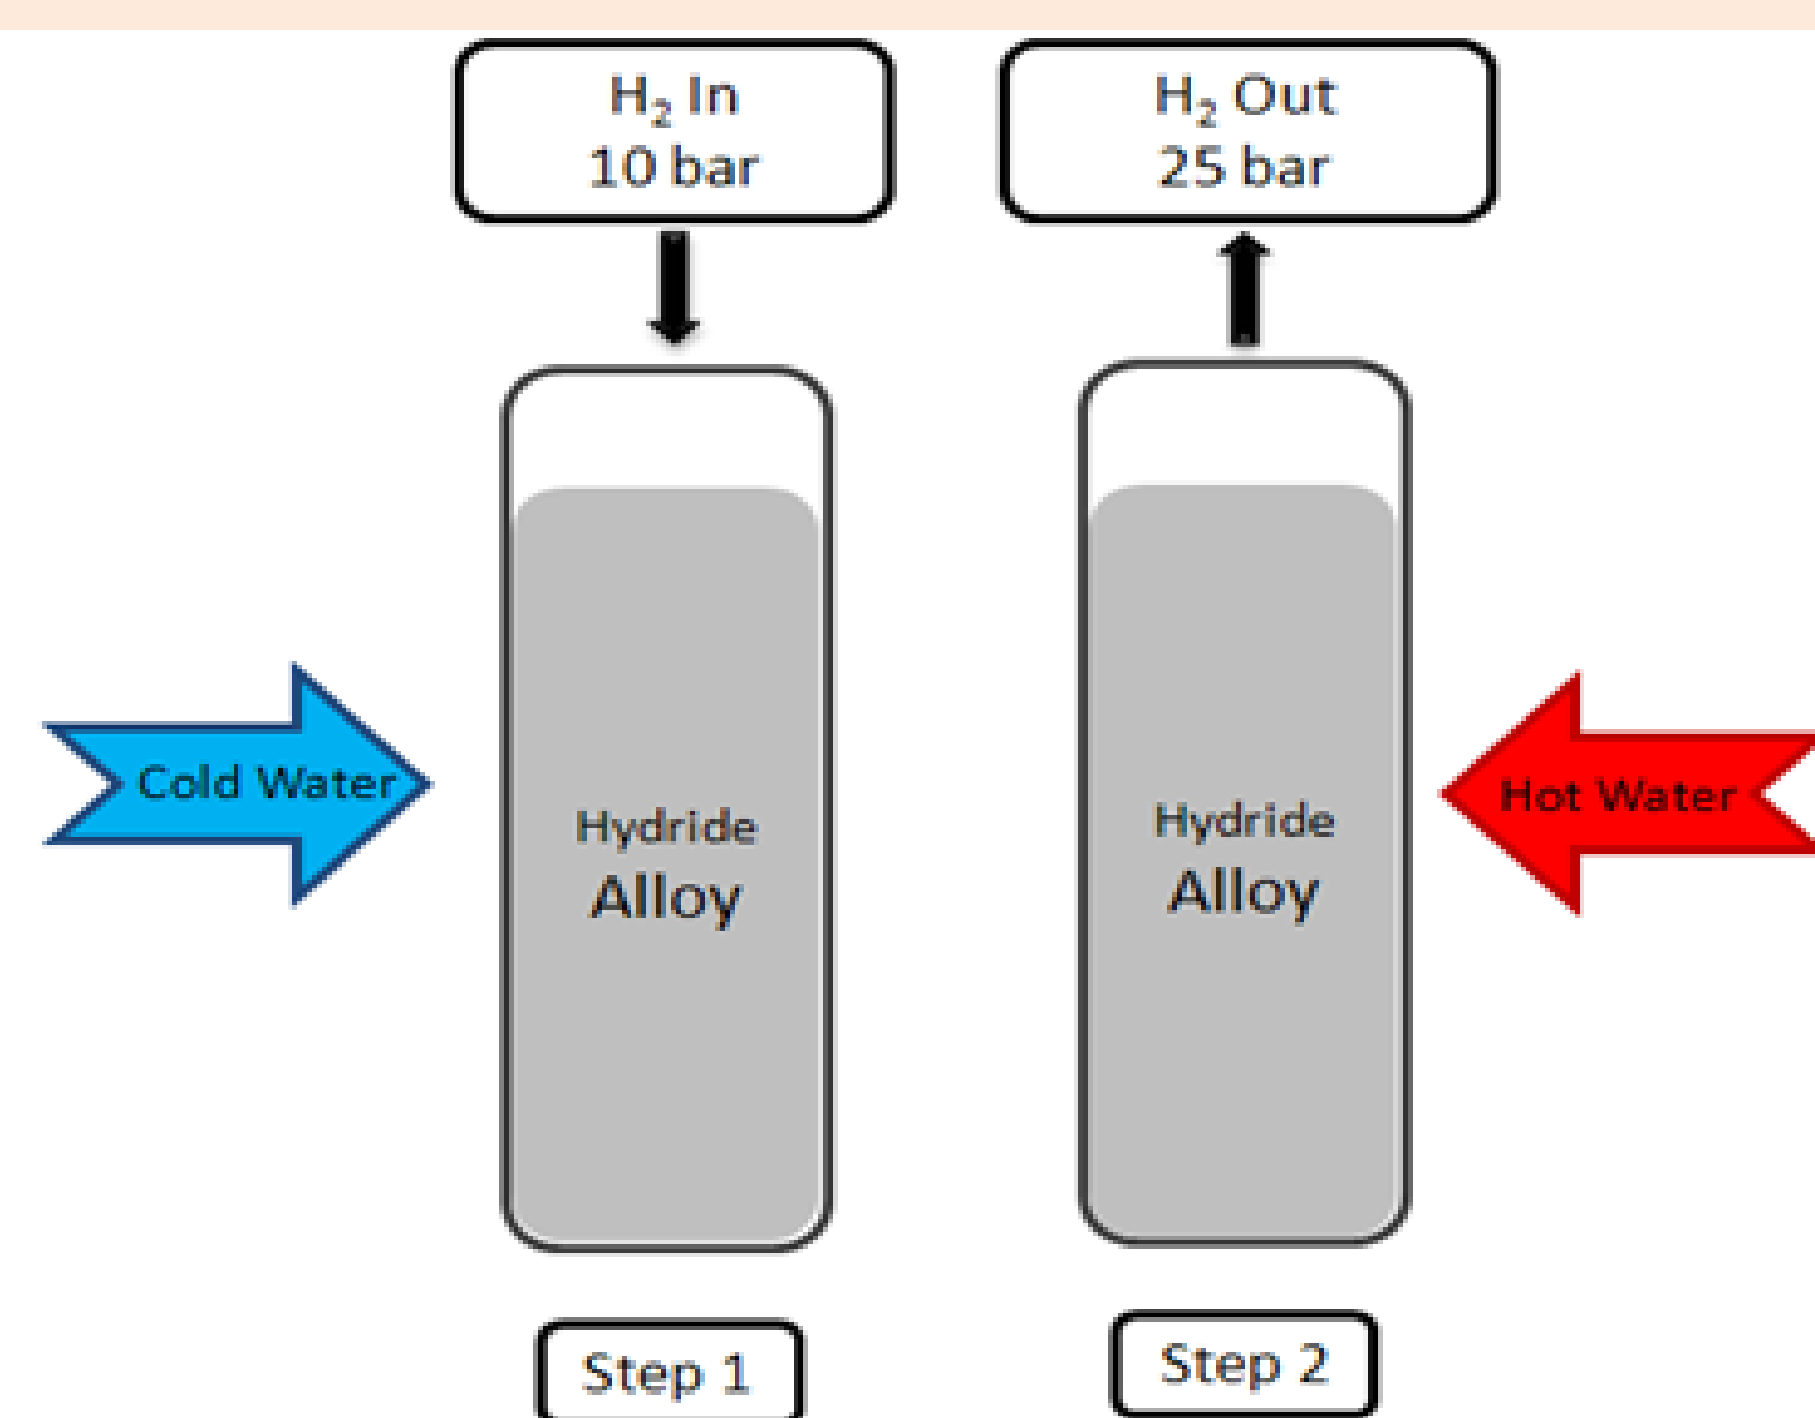 H₂ In
10 bar
H₂ Out
25 bar
Cold Water
Hydride
Alloy
Hydride
Alloy
Hot Water
Step 1
Step 2